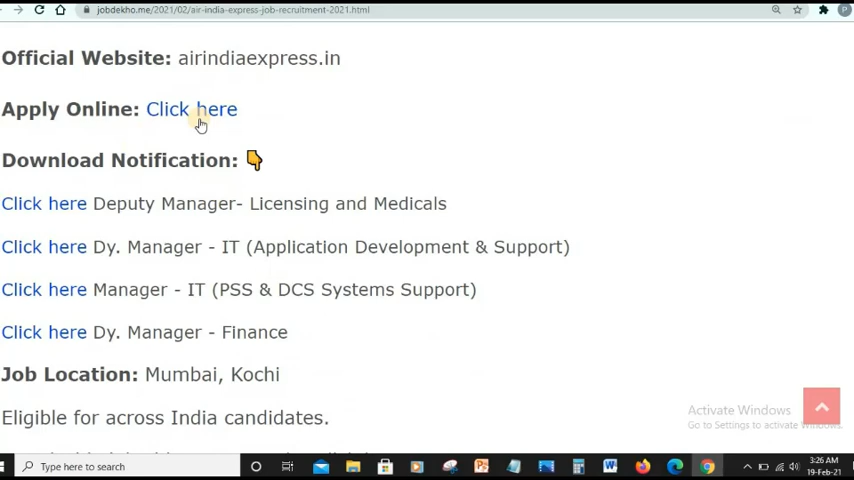 jobdekho.me/2021/02/air-india-express-job-recruitment-2021.html
Official Website: airindiaexpress.in
Apply Online: Click here
Download Notification: 👇
Click here Deputy Manager- Licensing and Medicals
Click here Dy. Manager - IT (Application Development & Support)
Click here Manager - IT (PSS & DCS Systems Support)
Click here Dy. Manager - Finance
Job Location: Mumbai, Kochi
Eligible for across India candidates.
Activate Windows
Go to Settings to activate Windows.
Type here to search
3:26 AM
19-Feb-21